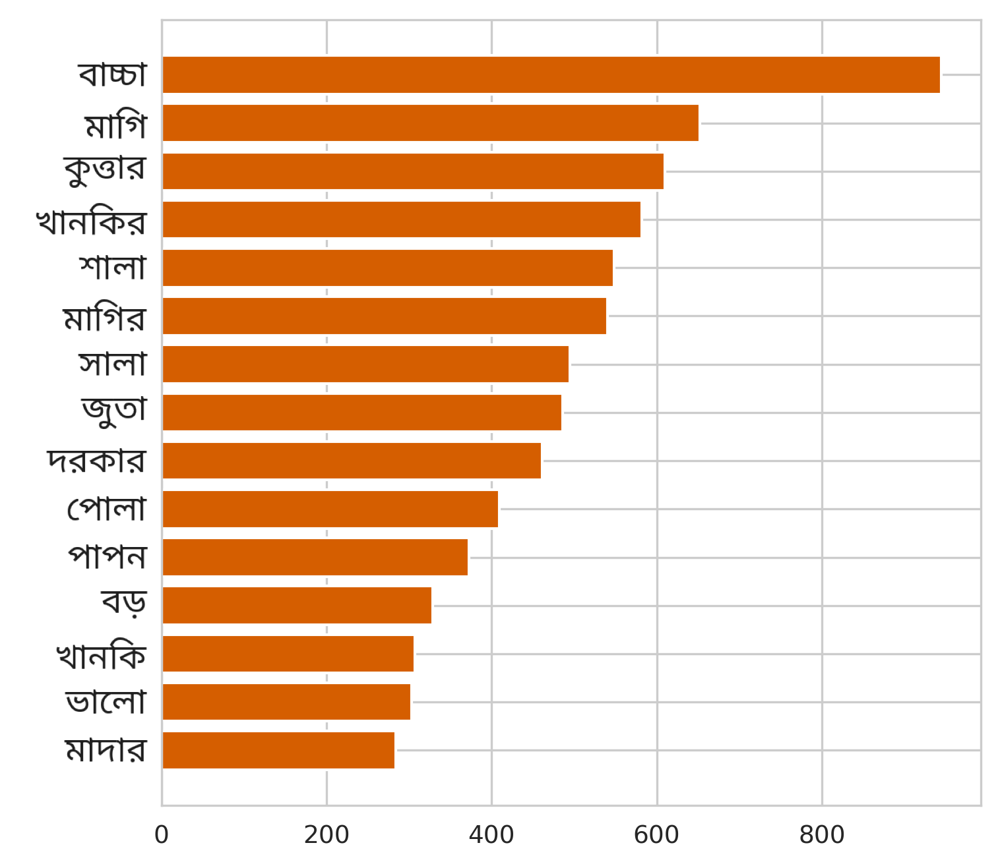 বাচ্চা
মাগি
কুত্তার
খানকির
শালা
মাগির
সালা
জুতা
দরকার
পোলা
পাপন
বড়
খানকি
ভালো
মাদার
0 200 400 600 800